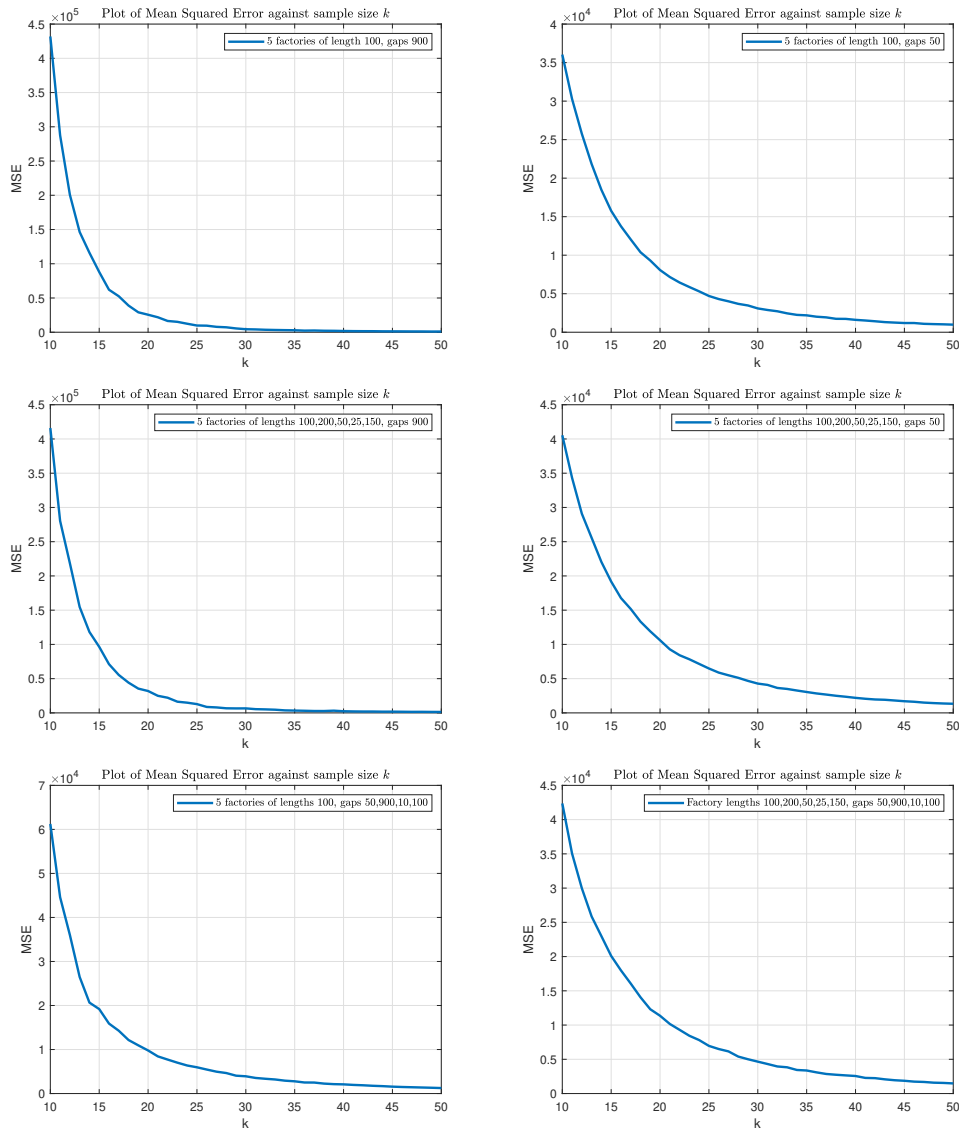 Plot of Mean Squared Error against sample size k
×10⁵
5 factories of length 100, gaps 900
4.5
4
3.5
3
2.5
2
1.5
1
0.5
0
MSE
10 15 20 25 30 35 40 45 50
k
Plot of Mean Squared Error against sample size k
×10⁴
5 factories of length 100, gaps 50
4
3.5
3
2.5
2
1.5
1
0.5
0
MSE
10 15 20 25 30 35 40 45 50
k
Plot of Mean Squared Error against sample size k
×10⁵
5 factories of lengths 100,200,50,25,150, gaps 900
4.5
4
3.5
3
2.5
2
1.5
1
0.5
0
MSE
10 15 20 25 30 35 40 45 50
k
Plot of Mean Squared Error against sample size k
×10⁴
5 factories of lengths 100,200,50,25,150, gaps 50
4.5
4
3.5
3
2.5
2
1.5
1
0.5
0
MSE
10 15 20 25 30 35 40 45 50
k
Plot of Mean Squared Error against sample size k
×10⁴
5 factories of lengths 100, gaps 50,900,10,100
7
6
5
4
3
2
1
0
MSE
10 15 20 25 30 35 40 45 50
k
Plot of Mean Squared Error against sample size k
×10⁴
Factory lengths 100,200,50,25,150, gaps 50,900,10,100
4.5
4
3.5
3
2.5
2
1.5
1
0.5
0
MSE
10 15 20 25 30 35 40 45 50
k